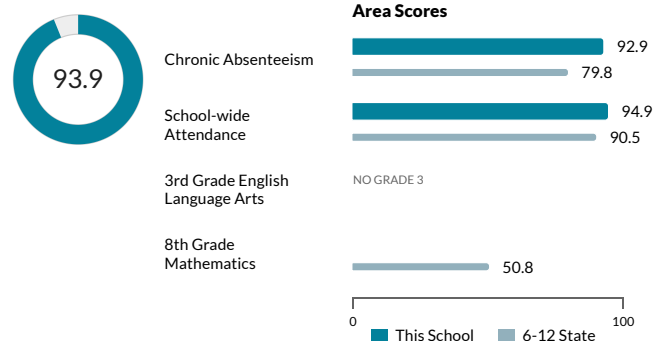 Area Scores
93.9
Chronic Absenteeism
92.9
79.8
School-wide
Attendance
94.9
90.5
3rd Grade English
Language Arts
NO GRADE 3
8th Grade
Mathematics
50.8
0
100
This School
6-12 State